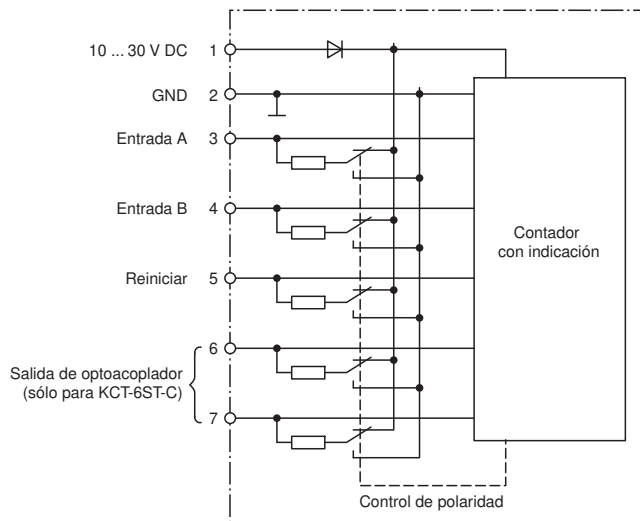 10 ... 30 V DC 1
GND 2
Entrada A 3
Entrada B 4
Reiniciar 5
6
Salida de optoacoplador
(sólo para KCT-6ST-C)
7
Contador
con indicación
Control de polaridad